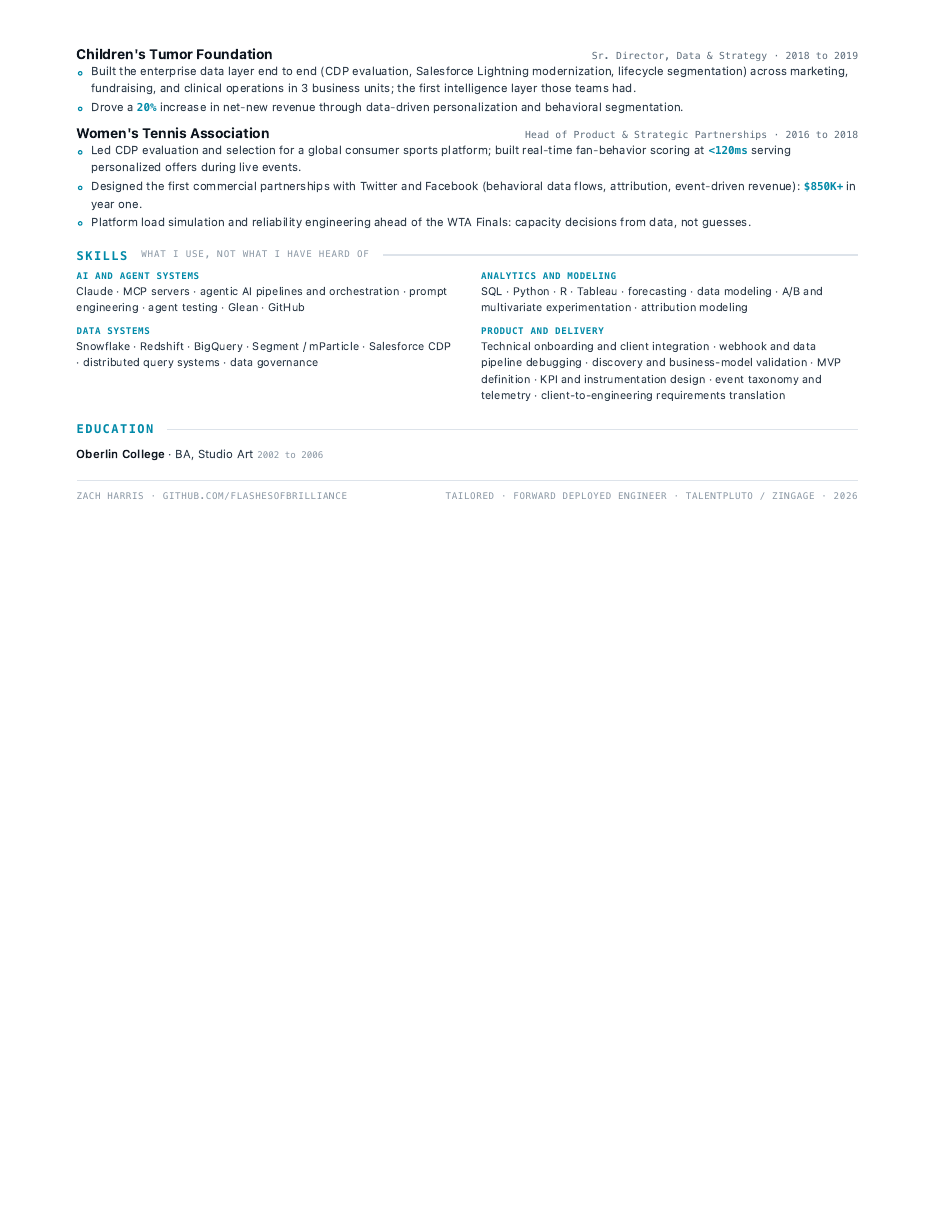 Children's Tumor Foundation
Sr. Director, Data & Strategy · 2018 to 2019
Built the enterprise data layer end to end (CDP evaluation, Salesforce Lightning modernization, lifecycle segmentation) across marketing,
fundraising, and clinical operations in 3 business units; the first intelligence layer those teams had.
Drove a 20% increase in net-new revenue through data-driven personalization and behavioral segmentation.
Women's Tennis Association
Head of Product & Strategic Partnerships · 2016 to 2018
Led CDP evaluation and selection for a global consumer sports platform; built real-time fan-behavior scoring at <120ms serving
personalized offers during live events.
Designed the first commercial partnerships with Twitter and Facebook (behavioral data flows, attribution, event-driven revenue): $850K+ in
year one.
Platform load simulation and reliability engineering ahead of the WTA Finals: capacity decisions from data, not guesses.
SKILLS WHAT I USE, NOT WHAT I HAVE HEARD OF
AI AND AGENT SYSTEMS
Claude · MCP servers · agentic AI pipelines and orchestration · prompt
engineering · agent testing · Glean · GitHub
DATA SYSTEMS
Snowflake · Redshift · BigQuery · Segment / mParticle · Salesforce CDP
· distributed query systems · data governance
ANALYTICS AND MODELING
SQL · Python · R · Tableau · forecasting · data modeling · A/B and
multivariate experimentation · attribution modeling
PRODUCT AND DELIVERY
Technical onboarding and client integration · webhook and data
pipeline debugging · discovery and business-model validation · MVP
definition · KPI and instrumentation design · event taxonomy and
telemetry · client-to-engineering requirements translation
EDUCATION
Oberlin College · BA, Studio Art 2002 to 2006
ZACH HARRIS · GITHUB.COM/FLASHESOFBRILLIANCE
TAILORED · FORWARD DEPLOYED ENGINEER · TALENTPLUTO / ZINGAGE · 2026